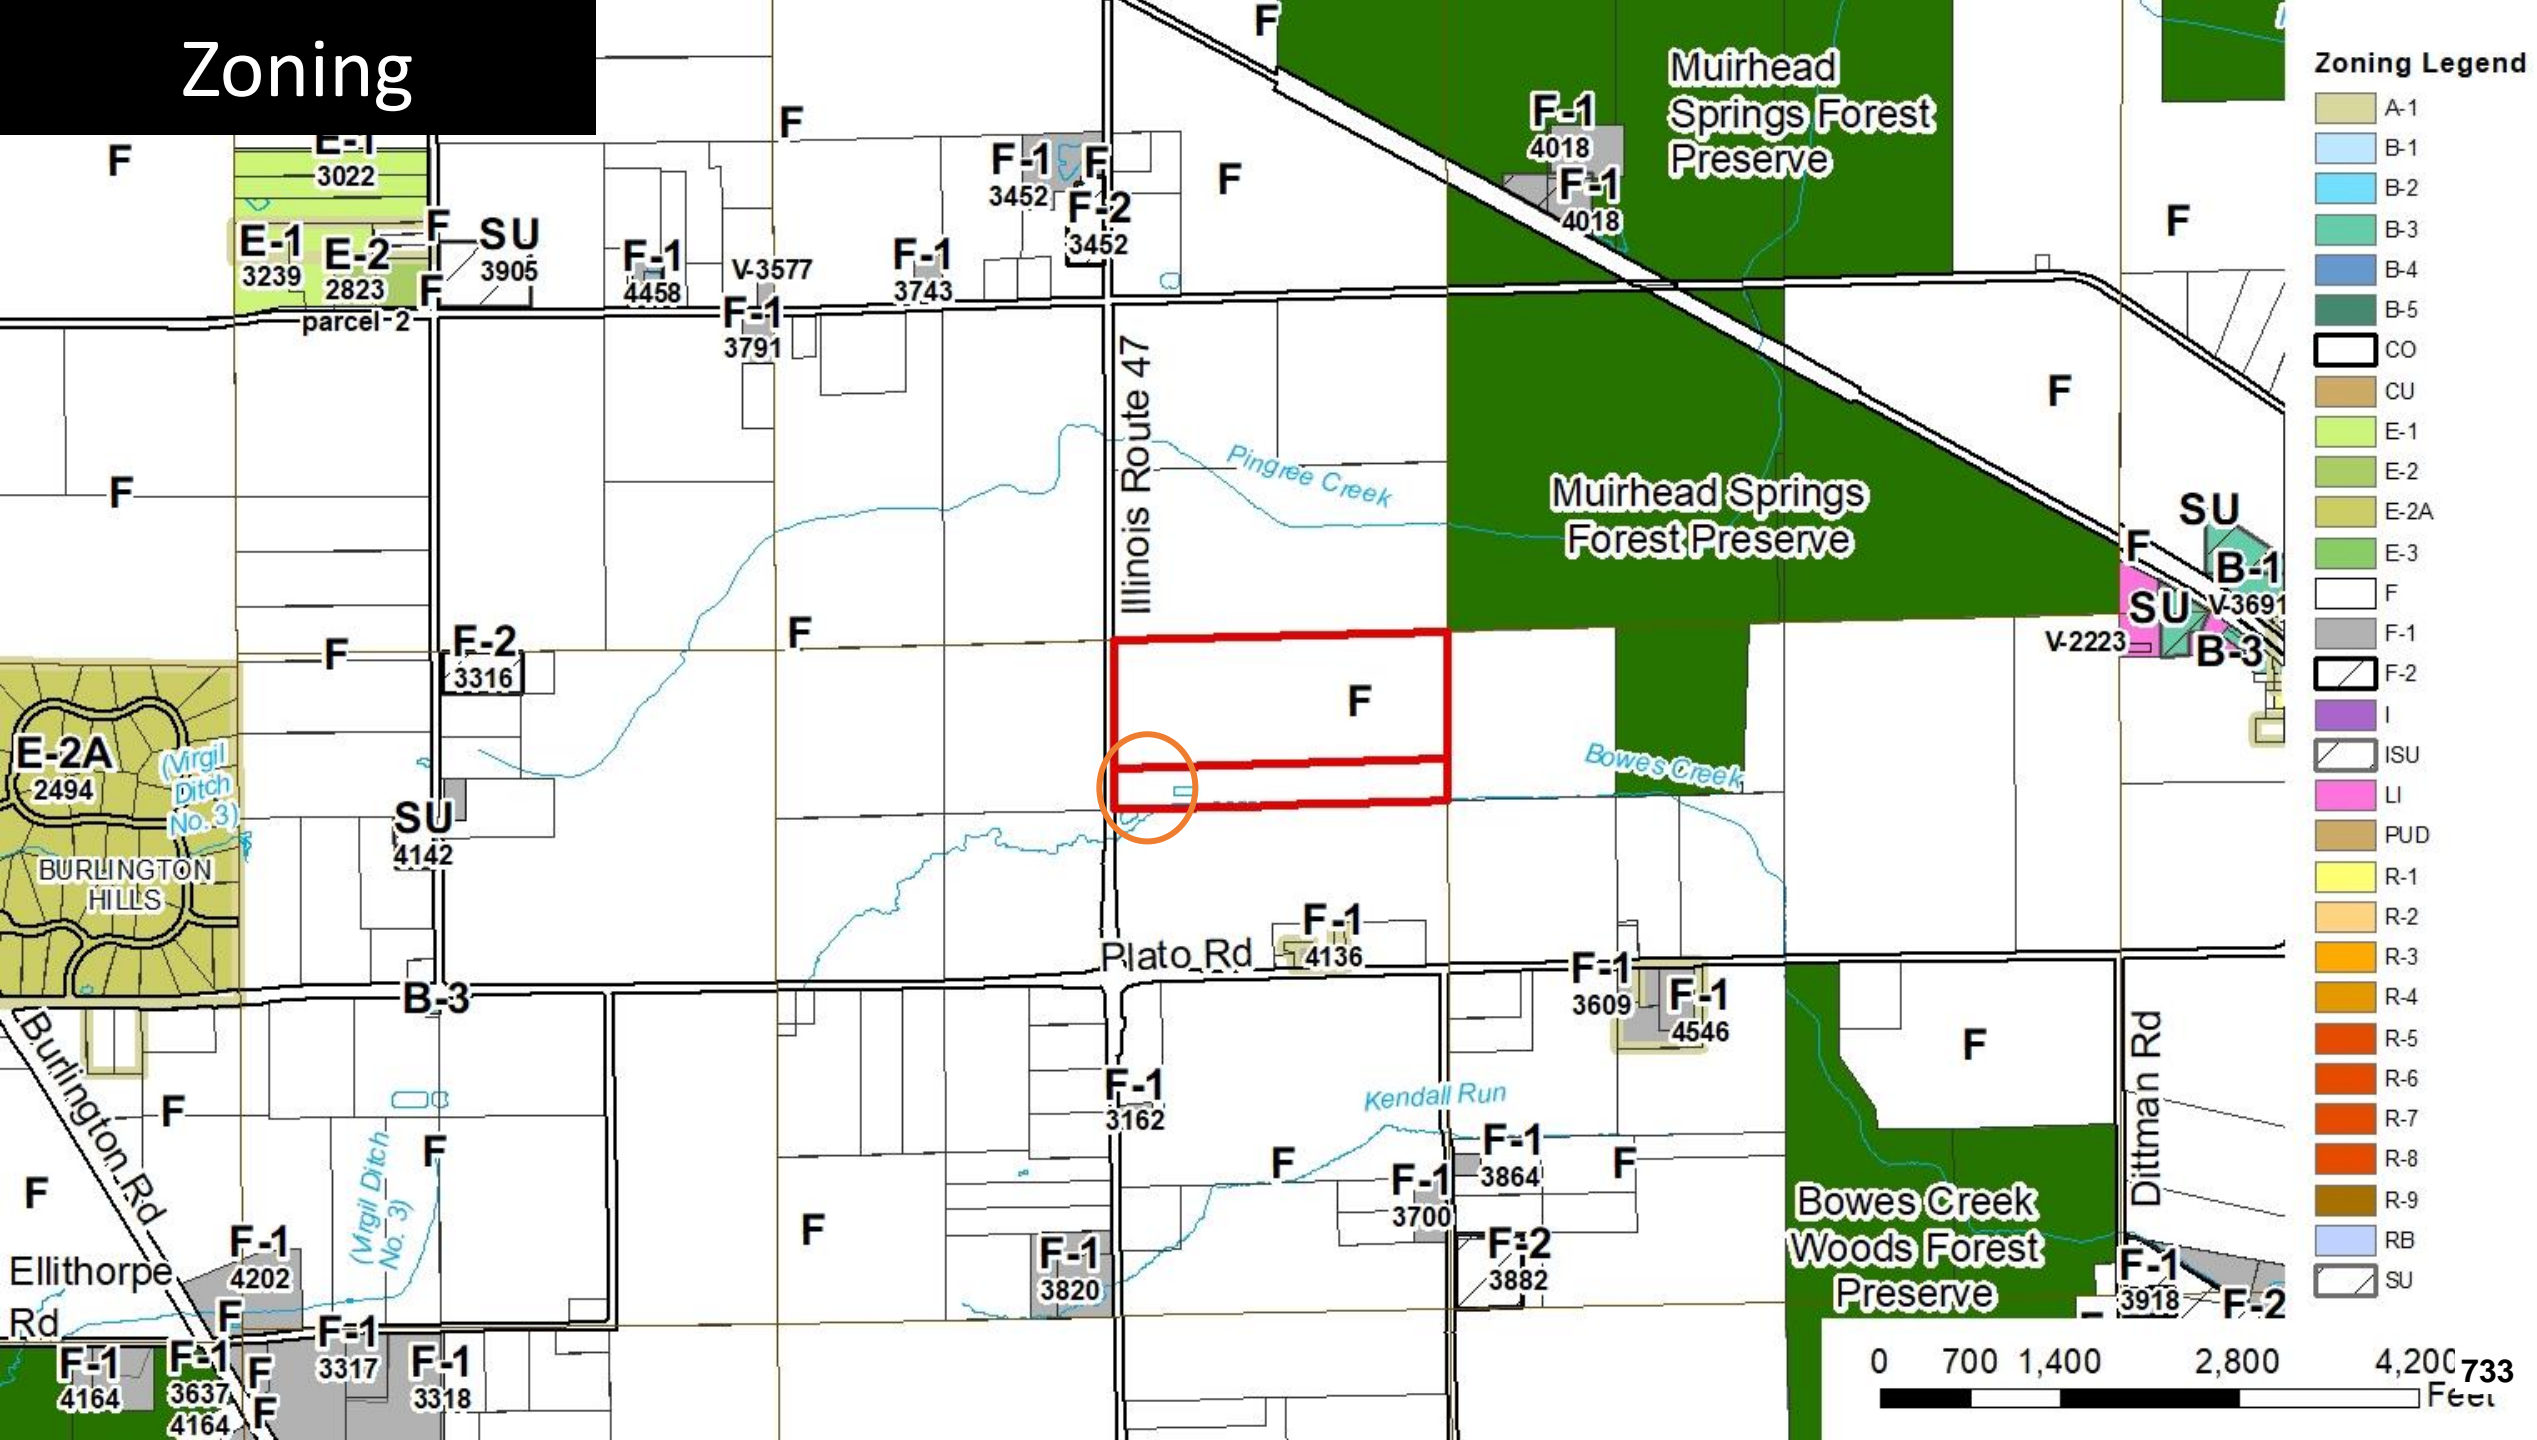 Zoning
F
F
E-1
3022
F
SU
3905
E-1
3239
E-2
2823
F
parcel 2
F-1
4458
V-3577
F-1
3791
F-1
3743
F-1
3452
F
F-2
3452
F
F
F-1
4018
F-1
4018
Muirhead
Springs Forest
Preserve
F
F
F
Illinois Route 47
Pingree Creek
Muirhead Springs
Forest Preserve
SU
F
B-1
SU
V-3691
V-2223
B-3
F
F-2
3316
F
F
E-2A
2494
(Virgil
Ditch
No. 3)
BURLINGTON
HILLS
SU
4142
Bowes Creek
Plato Rd
F-1
4136
F-1
3609
F-1
4546
B-3
Burlington Rd
F
F
F
(Virgil Ditch
No. 3)
F-1
3162
Kendall Run
F
F
F-1
3864
F-1
3700
F-2
3882
F
F-1
3820
F
Dittman Rd
Bowes Creek
Woods Forest
Preserve
F-1
3918
F-2
Ellithorpe
Rd
F-1
4202
F
F-1
4164
F-1
3637
4164
F
F
F-1
3317
F-1
3318
Zoning Legend
A-1
B-1
B-2
B-3
B-4
B-5
CO
CU
E-1
E-2
E-2A
E-3
F
F-1
F-2
I
ISU
LI
PUD
R-1
R-2
R-3
R-4
R-5
R-6
R-7
R-8
R-9
RB
SU
0 700 1,400 2,800 4,200
Feet
733